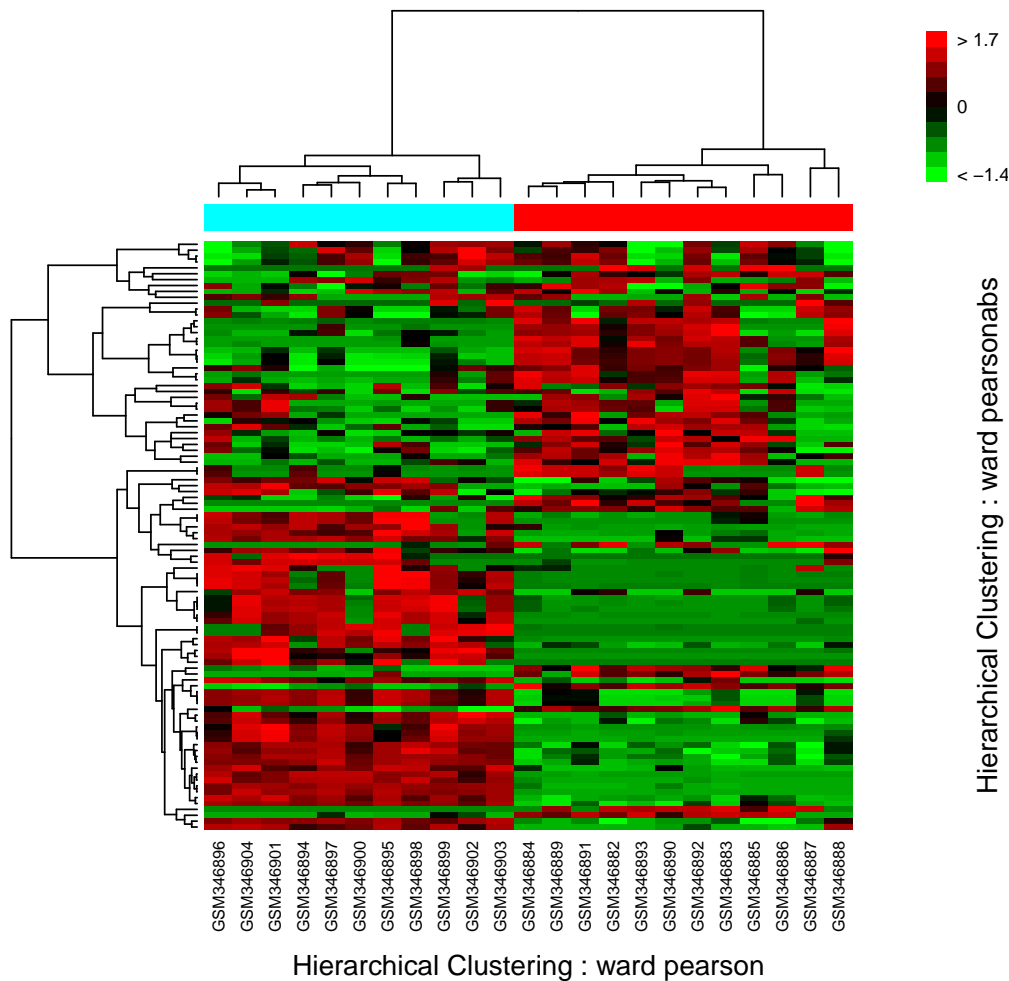 > 1.7
0
< −1.4
Hierarchical Clustering : ward pearsonabs
GSM346896
GSM346904
GSM346901
GSM346894
GSM346897
GSM346900
GSM346895
GSM346898
GSM346899
GSM346902
GSM346903
GSM346884
GSM346889
GSM346891
GSM346882
GSM346893
GSM346890
GSM346892
GSM346883
GSM346885
GSM346886
GSM346887
GSM346888
Hierarchical Clustering : ward pearson